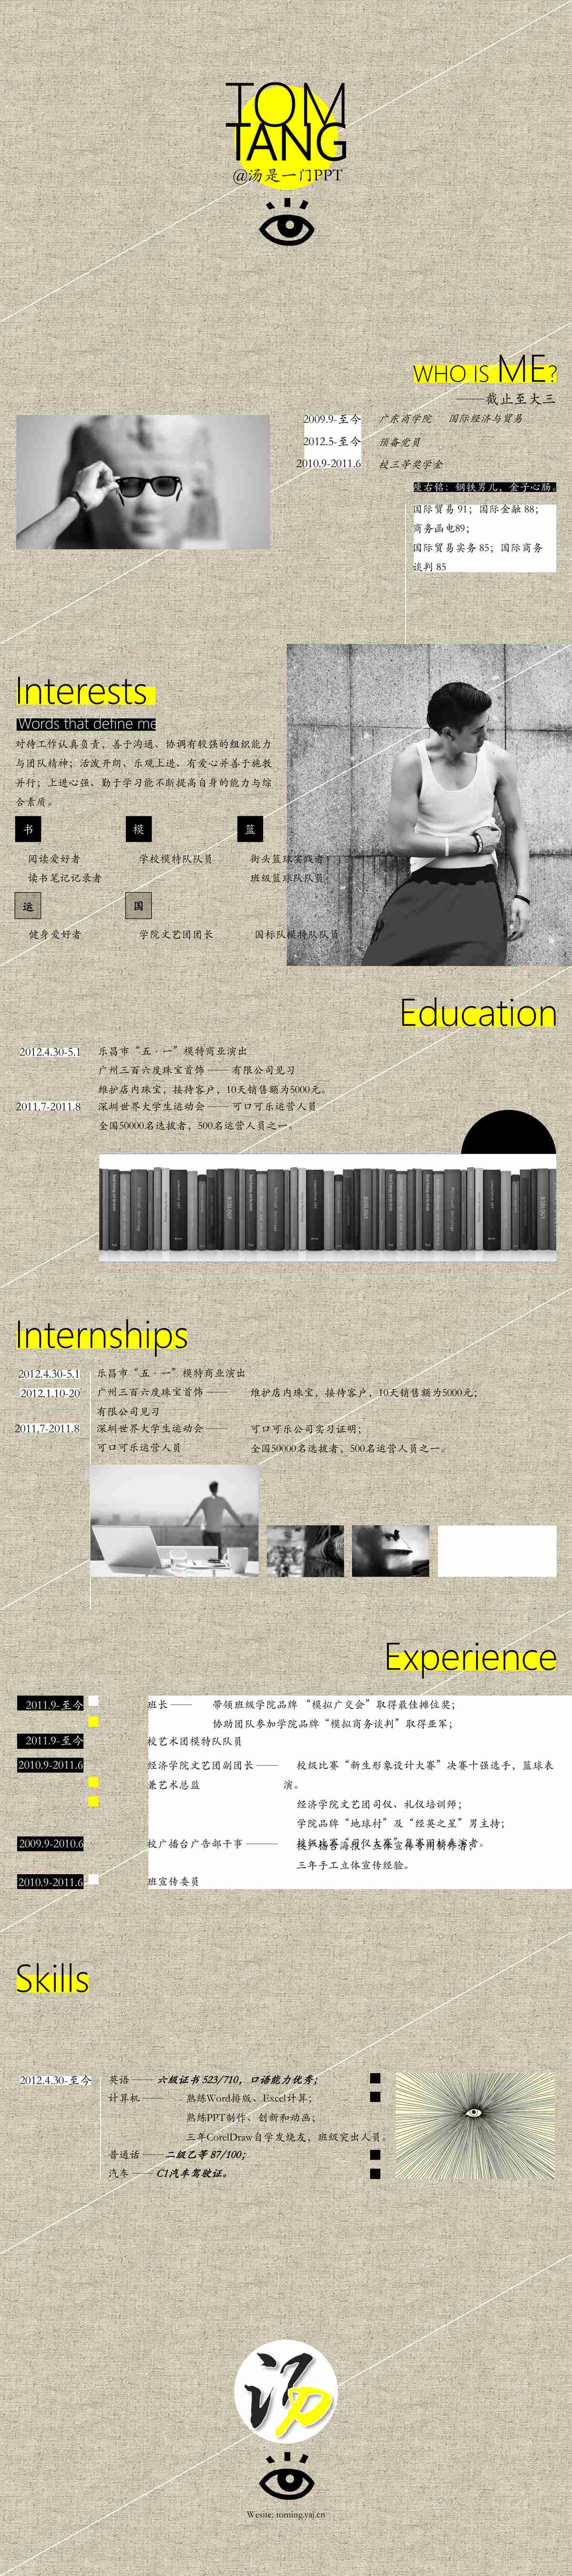 TOM
TANG
@汤是一门PPT
WHO IS ME?
——截止至大三
2009.9-至今 广东商学院 国际经济与贸易
2012.5-至今 预备党员
2010.9-2011.6 校三等奖学金
座右铭：钢铁男儿，金子心肠。
国际贸易 91；国际金融 88；
商务函电89；
国际贸易实务 85；国际商务
谈判 85
Interests
Words that define me
对待工作认真负责，善于沟通、协调有较强的组织能力
与团队精神；活泼开朗、乐观上进、有爱心并善于施教
并行；上进心强、勤于学习能不断提高自身的能力与综
合素质。
书 模 篮
阅读爱好者 学校模特队队员 街头篮球实践者
读书笔记记录者 班级篮球队队员
运 国
健身爱好者 学院文艺团团长 国标队模特队队员
Education
2012.4.30-5.1 乐昌市“五·一”模特商业演出
广州三百六度珠宝首饰 —— 有限公司见习
维护店内珠宝，接待客户，10天销售额为5000元。
2011.7-2011.8 深圳世界大学生运动会 —— 可口可乐运营人员
全国50000名选拔者，500名运营人员之一。
Internships
2012.4.30-5.1 乐昌市“五·一”模特商业演出
2012.1.10-20 广州三百六度珠宝首饰 —— 维护店内珠宝，接待客户，10天销售额为5000元；
有限公司见习
2011.7-2011.8 深圳世界大学生运动会 —— 可口可乐公司实习证明；
可口可乐运营人员 全国50000名选拔者，500名运营人员之一。
Experience
2011.9-至今 班长 —— 带领班级学院品牌 “模拟广交会”取得最佳摊位奖；
协助团队参加学院品牌“模拟商务谈判”取得亚军；
2011.9-至今 校艺术团模特队队员
2010.9-2011.6 经济学院文艺团副团长 —— 校级比赛“新生形象设计大赛”决赛十强选手，篮球表
兼艺术总监 演。
经济学院文艺团司仪、礼仪培训师；
学院品牌“地球村”及“经英之星”男主持；
2009.9-2010.6 校广播台广告部干事 ——
三年手工立体宣传经验。
2010.9-2011.6 班宣传委员
Skills
2012.4.30-至今 英语 —— 六级证书 523/710，口语能力优秀；
计算机 —— 熟练Word排版、Excel计算；
熟练PPT制作、创新和动画；
三年CorelDraw自学发烧友，班级突出人员。
普通话 —— 二级乙等 87/100；
汽车 —— C1汽车驾驶证。
Wesite: toming.yaj.cn